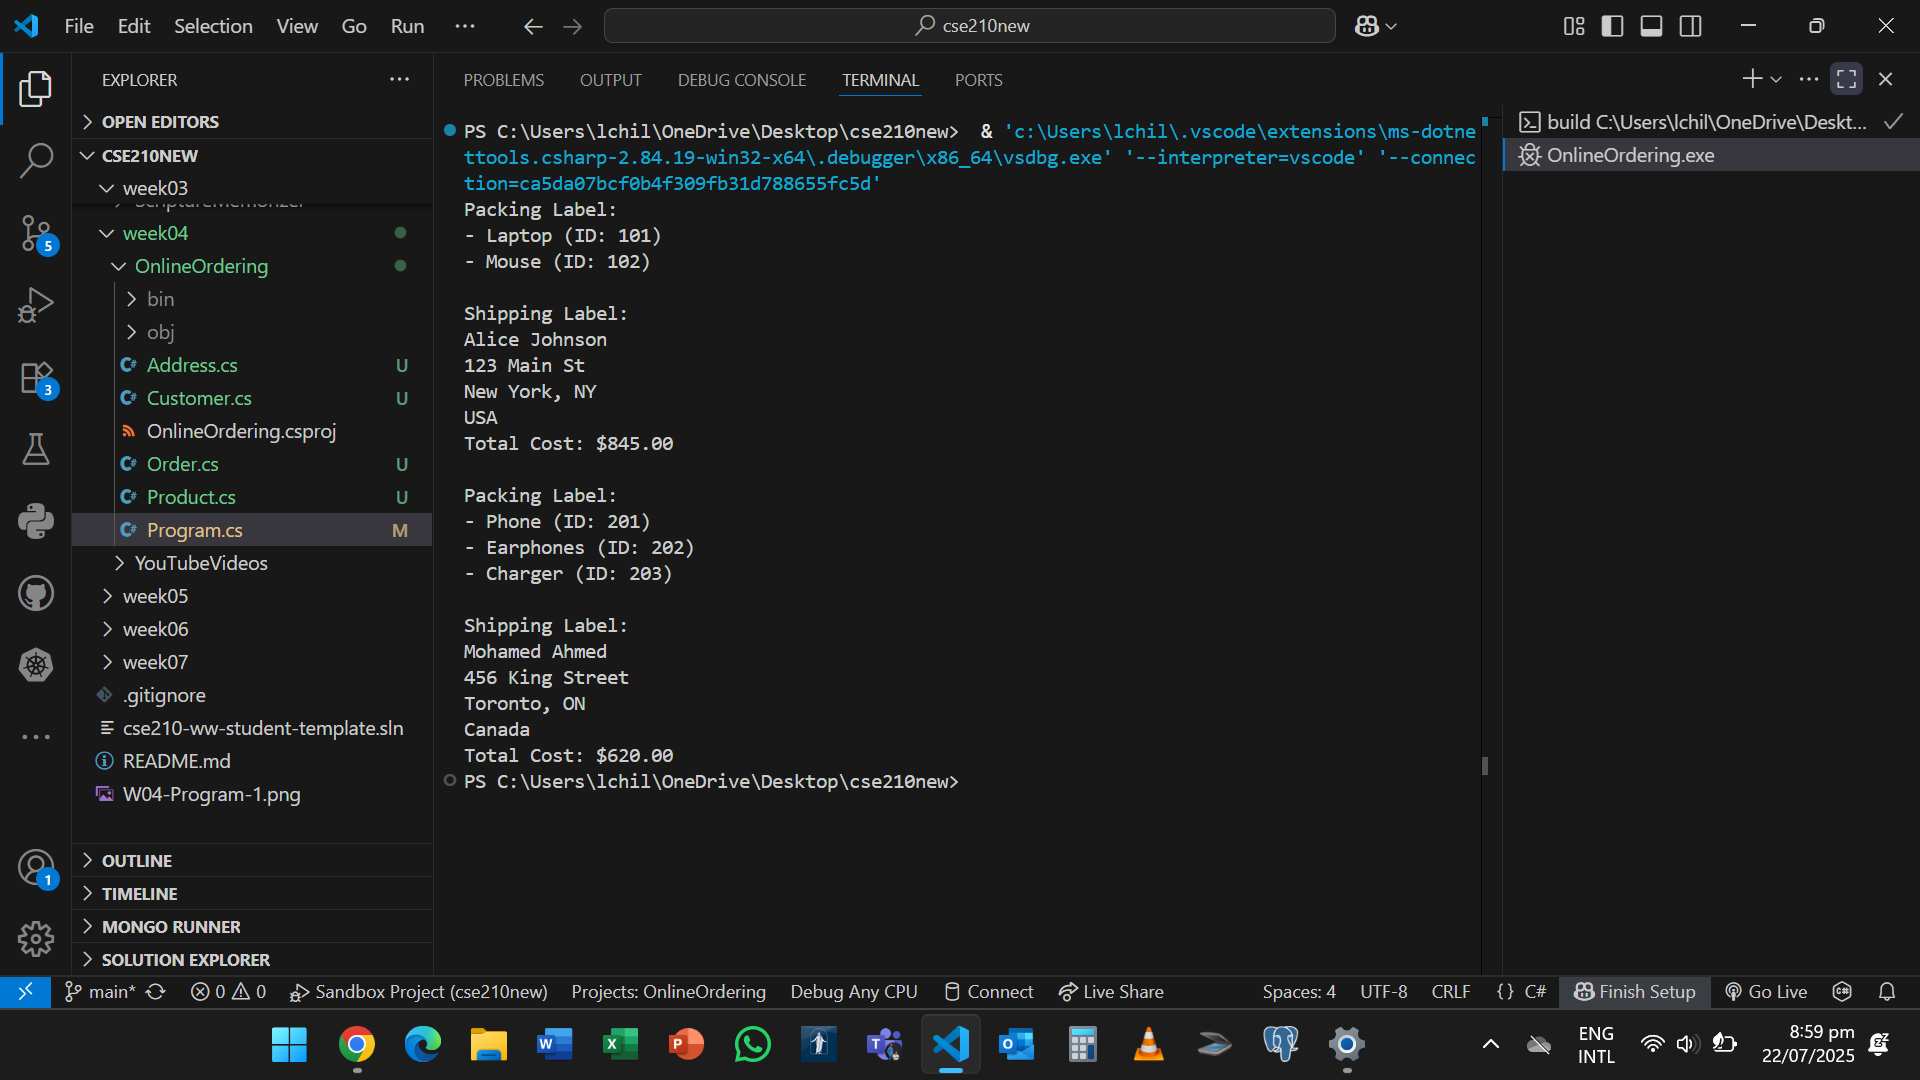 File Edit Selection View Go Run ··· cse210new
EXPLORER
OPEN EDITORS
CSE210NEW
week03
ScriptureMemorizer
week04
OnlineOrdering
bin
obj
Address.cs U
Customer.cs U
OnlineOrdering.csproj
Order.cs U
Product.cs U
Program.cs M
YouTubeVideos
week05
week06
week07
.gitignore
cse210-ww-student-template.sln
README.md
W04-Program-1.png
OUTLINE
TIMELINE
MONGO RUNNER
SOLUTION EXPLORER
5
3
1
PROBLEMS OUTPUT DEBUG CONSOLE TERMINAL PORTS
PS C:\Users\lchil\OneDrive\Desktop\cse210new>  & 'c:\Users\lchil\.vscode\extensions\ms-dotne
ttools.csharp-2.84.19-win32-x64\.debugger\x86_64\vsdbg.exe' '--interpreter=vscode' '--connec
tion=ca5da07bcf0b4f309fb31d788655fc5d'
Packing Label:
- Laptop (ID: 101)
- Mouse (ID: 102)
Shipping Label:
Alice Johnson
123 Main St
New York, NY
USA
Total Cost: $845.00
Packing Label:
- Phone (ID: 201)
- Earphones (ID: 202)
- Charger (ID: 203)
Shipping Label:
Mohamed Ahmed
456 King Street
Toronto, ON
Canada
Total Cost: $620.00
PS C:\Users\lchil\OneDrive\Desktop\cse210new>
build C:\Users\lchil\OneDrive\Deskt...
OnlineOrdering.exe
main* 0 0 Sandbox Project (cse210new) Projects: OnlineOrdering Debug Any CPU Connect Live Share Spaces: 4 UTF-8 CRLF {} C# Finish Setup Go Live
ENG
INTL
8:59 pm
22/07/2025